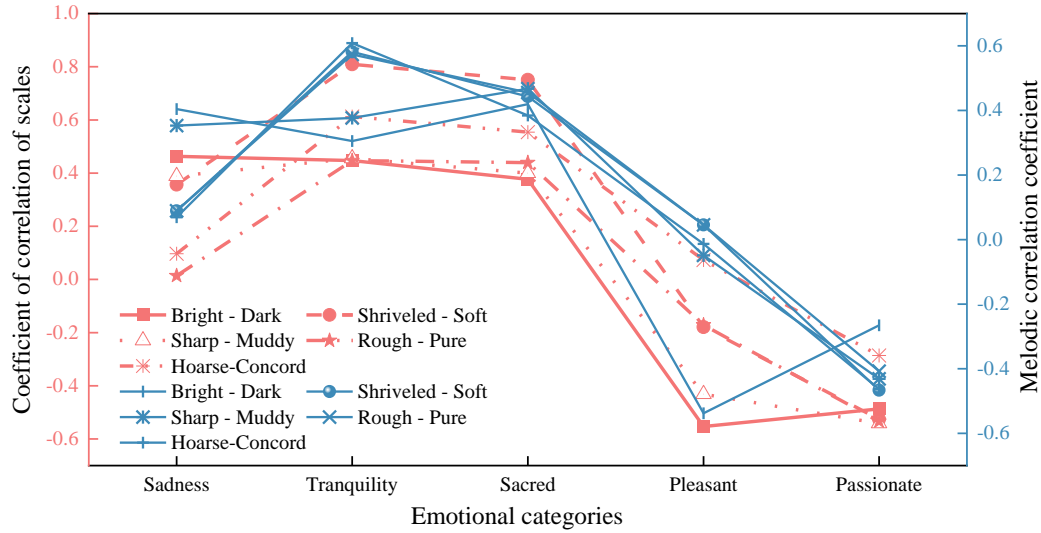 1.0
0.8
0.6
0.4
0.2
0.0
-0.2
-0.4
-0.6
Coefficient of correlation of scales
0.6
0.4
0.2
0.0
-0.2
-0.4
-0.6
Melodic correlation coefficient
Bright - Dark Shriveled - Soft
Sharp - Muddy Rough - Pure
Hoarse-Concord
Bright - Dark Shriveled - Soft
Sharp - Muddy Rough - Pure
Hoarse-Concord
Sadness Tranquility Sacred Pleasant Passionate
Emotional categories